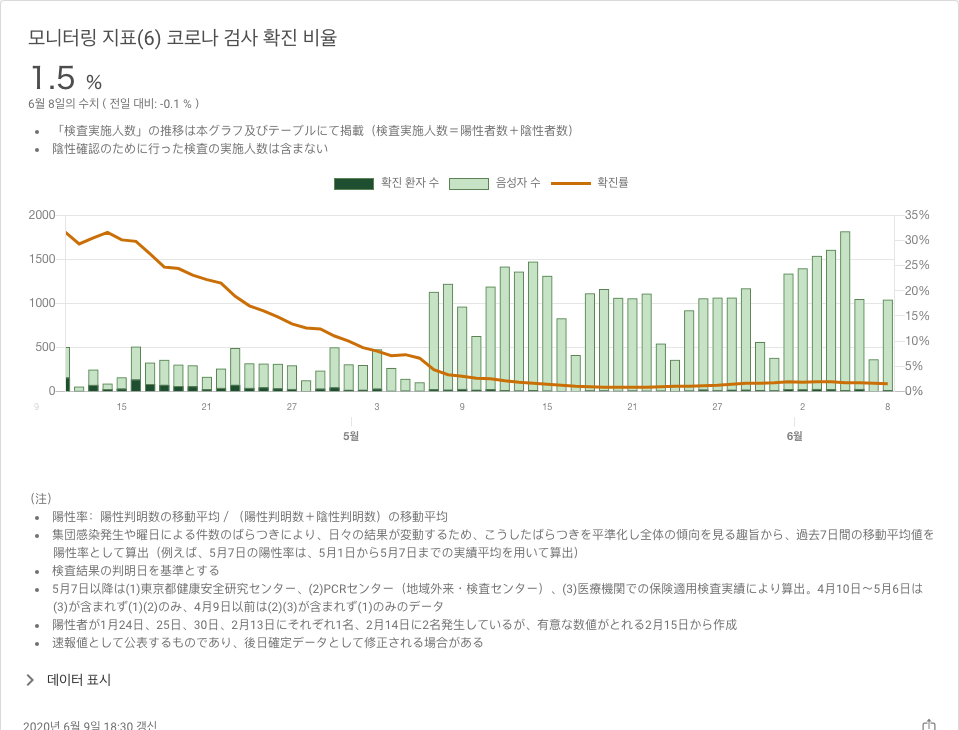 모니터링 지표(6) 코로나 검사 확진 비율
1.5 %
6월 8일의 수치 ( 전일 대비: -0.1 % )
• 「検査実施人数」の推移は本グラフ及びテーブルにて掲載（検査実施人数＝陽性者数＋陰性者数）
• 陰性確認のために行った検査の実施人数は含まない
확진 환자 수 음성자 수 확진률
2000 35%
30%
1500 25%
20%
1000 15%
10%
500 5%
0 0%
9 15 21 27 3 9 15 21 27 2 8
5월 6월
（注）
• 陽性率：陽性判明数の移動平均 / （陽性判明数＋陰性判明数）の移動平均
• 集団感染発生や曜日による件数のばらつきにより、日々の結果が変動するため、こうしたばらつきを平準化し全体の傾向を見る趣旨から、過去7日間の移動平均値を
陽性率として算出（例えば、5月7日の陽性率は、5月1日から5月7日までの実績平均を用いて算出）
• 検査結果の判明日を基準とする
• 5月7日以降は(1)東京都健康安全研究センター、(2)PCRセンター（地域外来・検査センター）、(3)医療機関での保険適用検査実績により算出。4月10日～5月6日は
(3)が含まれず(1)(2)のみ、4月9日以前は(2)(3)が含まれず(1)のみのデータ
• 陽性者が1月24日、25日、30日、2月13日にそれぞれ1名、2月14日に2名発生しているが、有意な数値がとれる2月15日から作成
• 速報値として公表するものであり、後日確定データとして修正される場合がある
데이터 표시
2020년 6월 9일 18:30 갱신